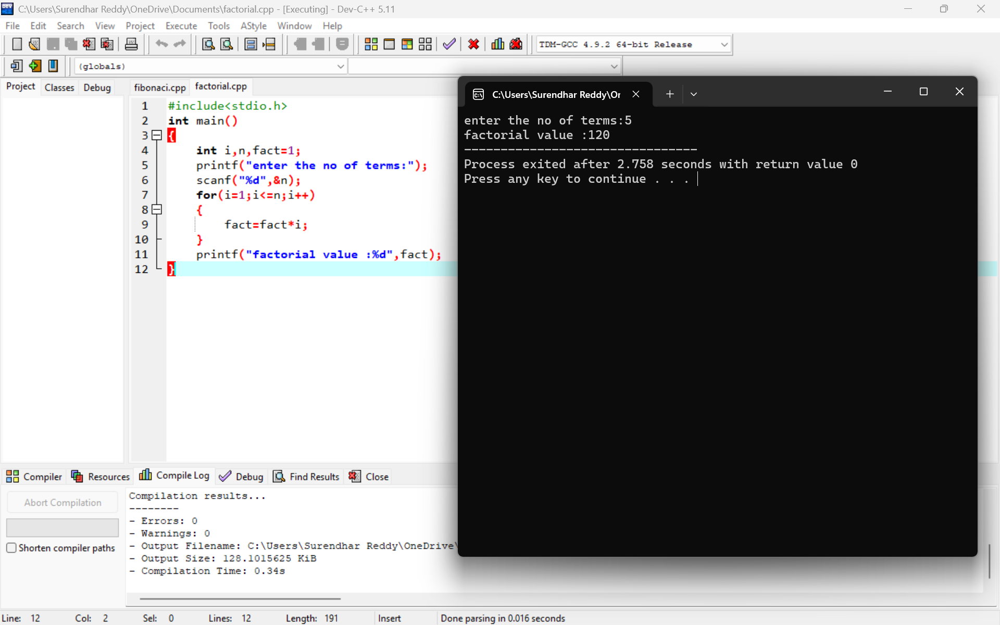 C:\Users\Surendhar Reddy\OneDrive\Documents\factorial.cpp - [Executing] - Dev-C++ 5.11
File Edit Search View Project Execute Tools AStyle Window Help
TDM-GCC 4.9.2 64-bit Release
(globals)
Project Classes Debug
fibonaci.cpp factorial.cpp
1 #include<stdio.h>
2 int main()
3 {
4 int i,n,fact=1;
5 printf("enter the no of terms:");
6 scanf("%d",&n);
7 for(i=1;i<=n;i++)
8 {
9 fact=fact*i;
10 }
11 printf("factorial value :%d",fact);
12 }
C:\Users\Surendhar Reddy\Or
enter the no of terms:5
factorial value :120
--------------------------------
Process exited after 2.758 seconds with return value 0
Press any key to continue . . .
Compiler Resources Compile Log Debug Find Results Close
Abort Compilation
Shorten compiler paths
Compilation results...
--------
- Errors: 0
- Warnings: 0
- Output Filename: C:\Users\Surendhar Reddy\OneDrive\
- Output Size: 128.1015625 KiB
- Compilation Time: 0.34s
Line: 12 Col: 2 Sel: 0 Lines: 12 Length: 191 Insert Done parsing in 0.016 seconds